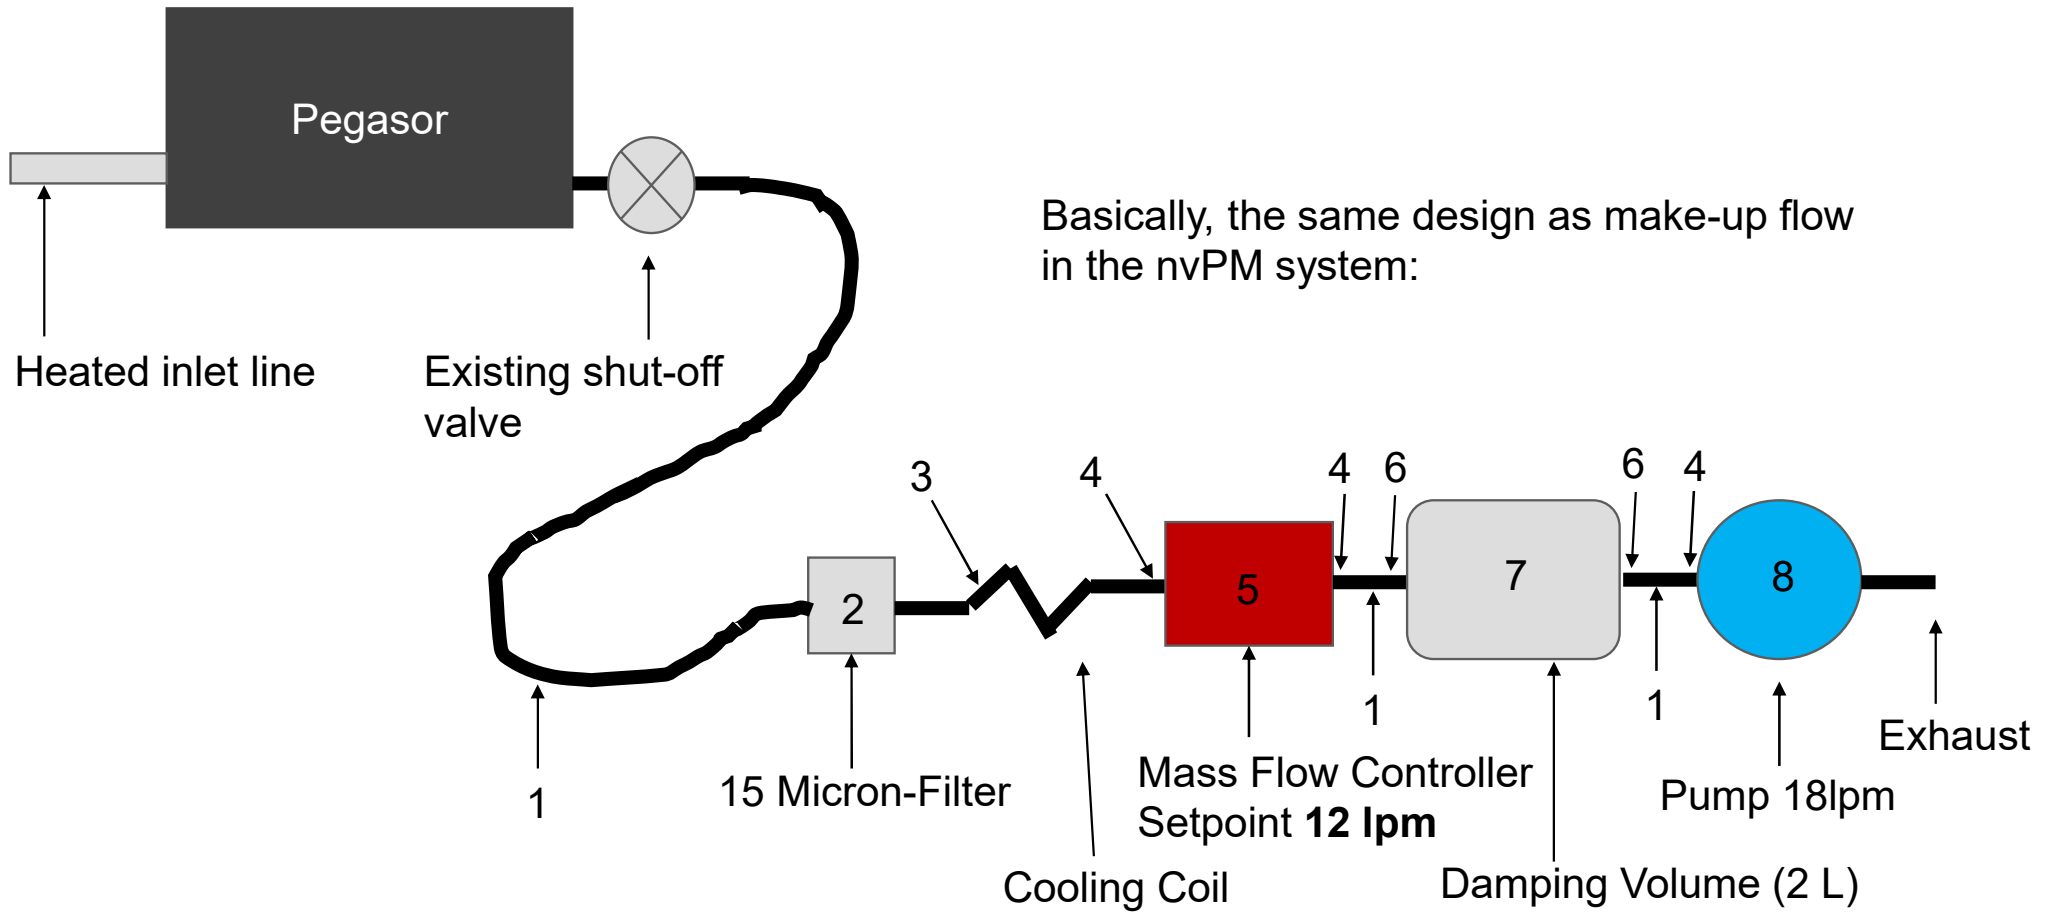 Pegasor
Basically, the same design as make-up flow
in the nvPM system:
Heated inlet line
Existing shut-off
valve
3
4
4
6
6
4
2
5
7
8
1
1
1
15 Micron-Filter
Mass Flow Controller
Setpoint 12 lpm
Cooling Coil
Damping Volume (2 L)
Pump 18lpm
Exhaust